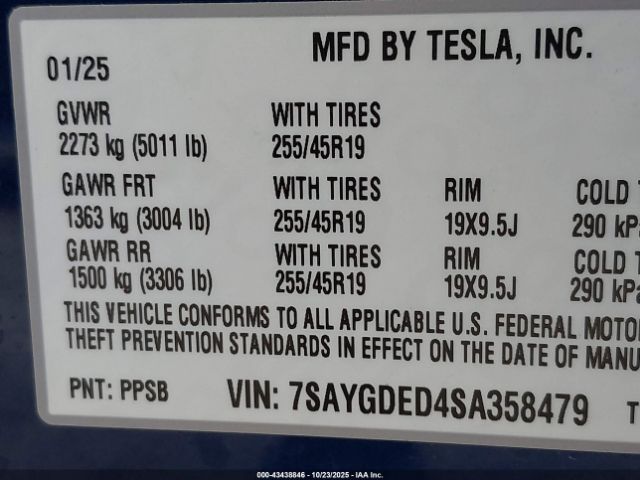 MFD BY TESLA, INC.
01/25
GVWR WITH TIRES
2273 kg (5011 lb) 255/45R19
GAWR FRT WITH TIRES RIM COLD
1363 kg (3004 lb) 255/45R19 19X9.5J 290 kPa
GAWR RR WITH TIRES RIM COLD
1500 kg (3306 lb) 255/45R19 19X9.5J 290 kPa
THIS VEHICLE CONFORMS TO ALL APPLICABLE U.S. FEDERAL MOTO
THEFT PREVENTION STANDARDS IN EFFECT ON THE DATE OF MANU
PNT: PPSB VIN: 7SAYGDED4SA358479 T
000-43438846 - 10/23/2025 - IAA Inc.